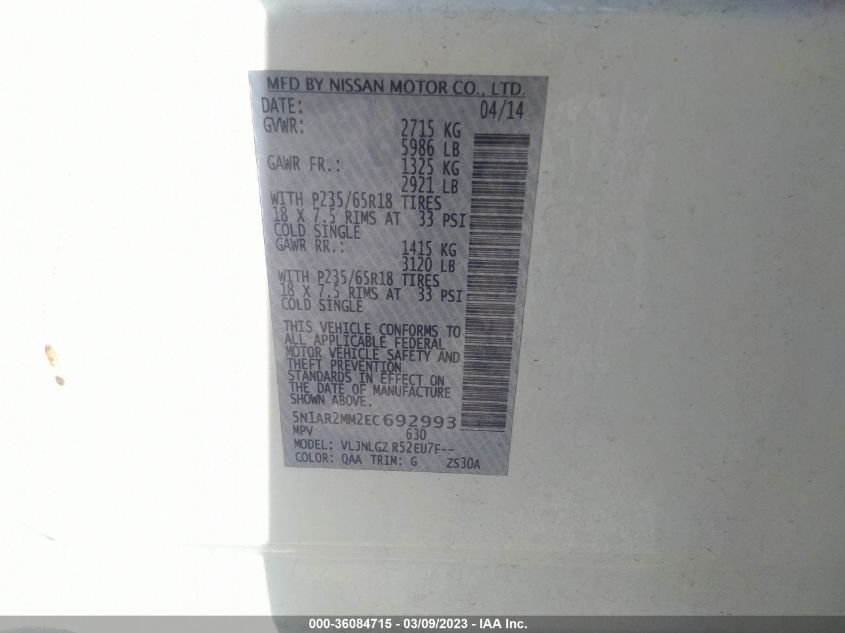 MFD BY NISSAN MOTOR CO., LTD.
DATE: 04/14
GVWR: 2715 KG
5986 LB
GAWR FR.: 1325 KG
2921 LB
WITH P235/65R18 TIRES
18 X 7.5 RIMS AT 33 PSI
COLD SINGLE
GAWR RR.: 1415 KG
3120 LB
WITH P235/65R18 TIRES
18 X 7.5 RIMS AT 33 PSI
COLD SINGLE
THIS VEHICLE CONFORMS TO
ALL APPLICABLE FEDERAL
MOTOR VEHICLE SAFETY AND
THEFT PREVENTION
STANDARDS IN EFFECT ON
THE DATE OF MANUFACTURE
SHOWN ABOVE.
5N1AR2MM2EC692993
MPV 630
MODEL: VLJNLGZ R52EU7F--
COLOR: QAA TRIM: G ZS30A
000-36084715 - 03/09/2023 - IAA Inc.